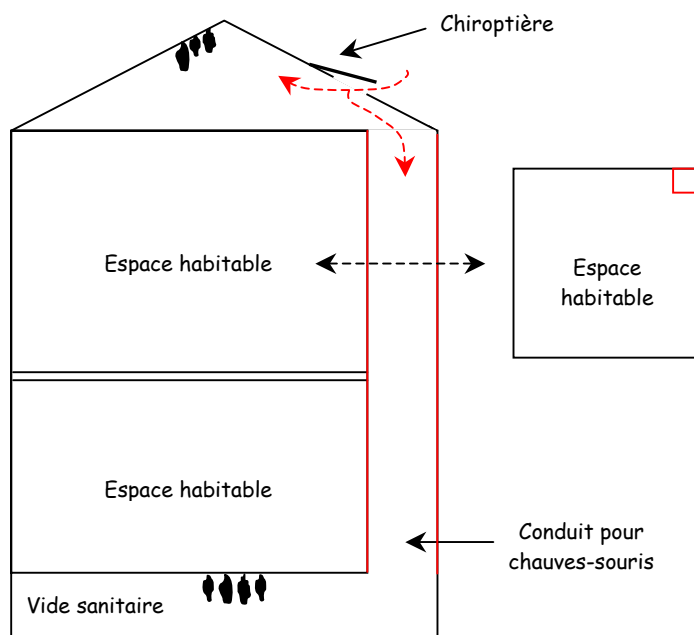 Chiroptière
Espace habitable
Espace
habitable
Espace habitable
Conduit pour
chauves-souris
Vide sanitaire